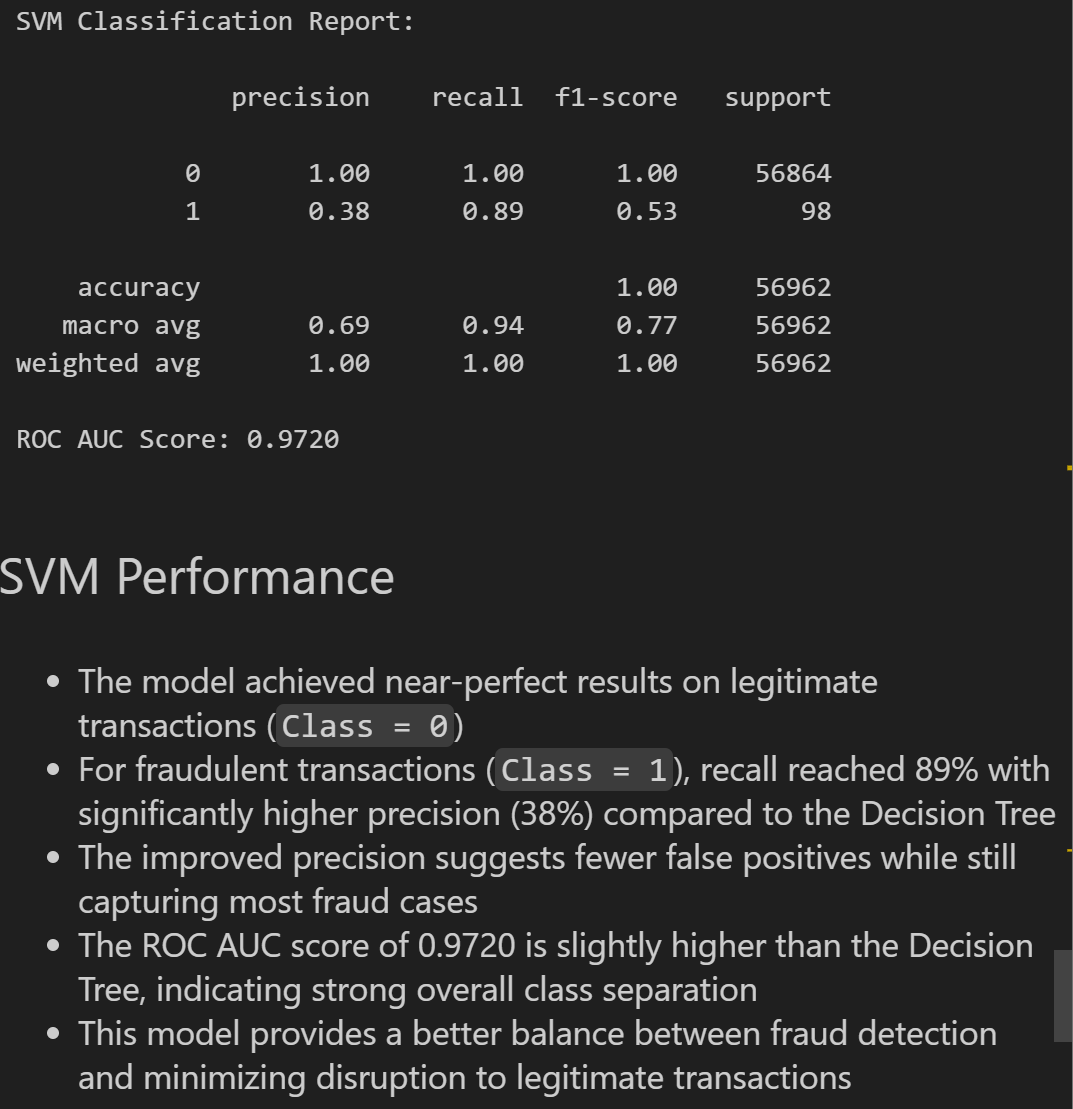 SVM Classification Report:
precision    recall  f1-score   support
0       1.00      1.00      1.00     56864
1       0.38      0.89      0.53        98
accuracy                           1.00     56962
macro avg       0.69      0.94      0.77     56962
weighted avg       1.00      1.00      1.00     56962
ROC AUC Score: 0.9720
SVM Performance
• The model achieved near-perfect results on legitimate
transactions (Class = 0)
• For fraudulent transactions (Class = 1), recall reached 89% with
significantly higher precision (38%) compared to the Decision Tree
• The improved precision suggests fewer false positives while still
capturing most fraud cases
• The ROC AUC score of 0.9720 is slightly higher than the Decision
Tree, indicating strong overall class separation
• This model provides a better balance between fraud detection
and minimizing disruption to legitimate transactions